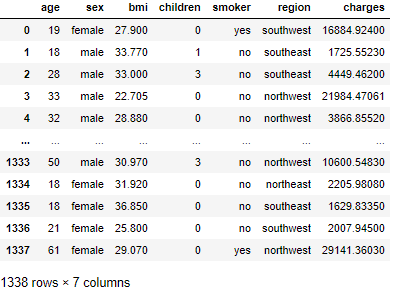 age sex bmi children smoker region charges
0 19 female 27.900 0 yes southwest 16884.92400
1 18 male 33.770 1 no southeast 1725.55230
2 28 male 33.000 3 no southeast 4449.46200
3 33 male 22.705 0 no northwest 21984.47061
4 32 male 28.880 0 no northwest 3866.85520
... ... ... ... ... ... ... ...
1333 50 male 30.970 3 no northwest 10600.54830
1334 18 female 31.920 0 no northeast 2205.98080
1335 18 female 36.850 0 no southeast 1629.83350
1336 21 female 25.800 0 no southwest 2007.94500
1337 61 female 29.070 0 yes northwest 29141.36030
1338 rows × 7 columns